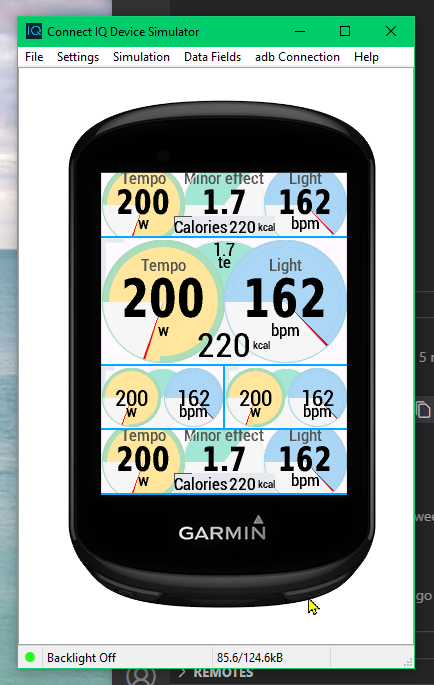 IQ Connect IQ Device Simulator
File Settings Simulation Data Fields adb Connection Help
Tempo Minor effect Light
200 1.7 162
w bpm
Calories 220 kcal
1.7
te
Tempo Light
200 162
w bpm
220 kcal
200 162 200 162
w bpm w bpm
Tempo Minor effect Light
200 1.7 162
w bpm
Calories 220 kcal
GARMIN
Backlight Off 85.6/124.6kB
REMOTES
5
go